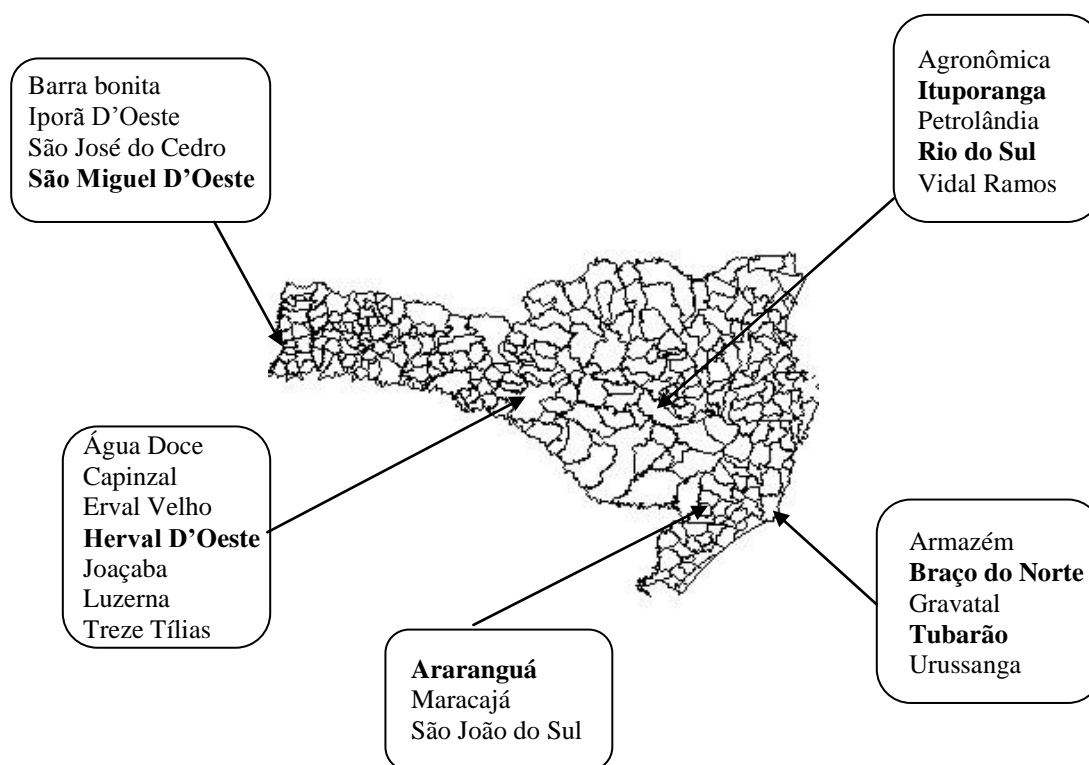 Barra bonita
Iporã D’Oeste
São José do Cedro
São Miguel D’Oeste
Agronômica
Ituporanga
Petrolândia
Rio do Sul
Vidal Ramos
Água Doce
Capinzal
Erval Velho
Herval D’Oeste
Joaçaba
Luzerna
Treze Tílias
Araranguá
Maracajá
São João do Sul
Armazém
Braço do Norte
Gravatal
Tubarão
Urussanga